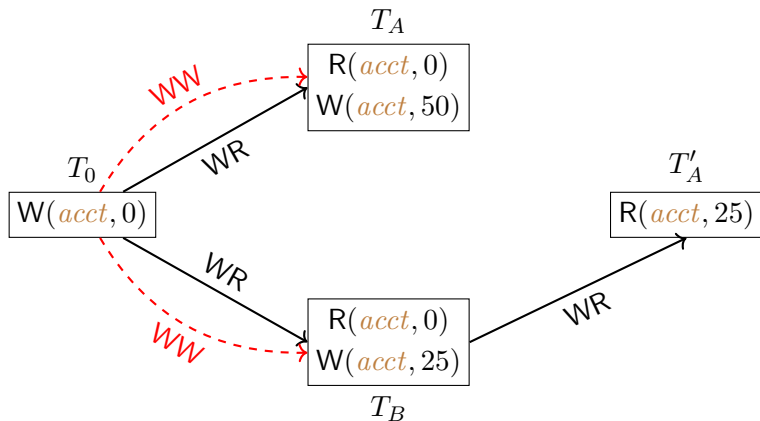 T_A
R(acct, 0)
W(acct, 50)
WW
WR
T_0
W(acct, 0)
T'_A
R(acct, 25)
WR
WW
R(acct, 0)
W(acct, 25)
WR
T_B